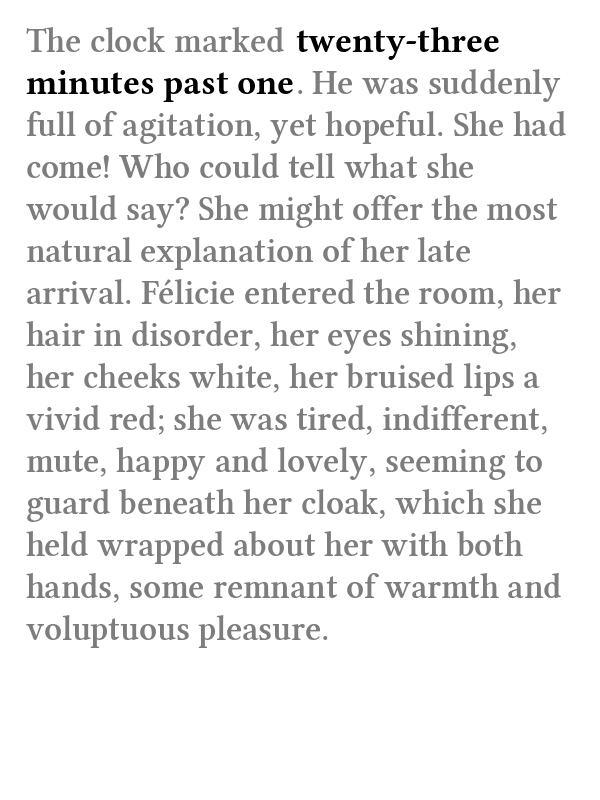 The clock marked twenty-three
minutes past one. He was suddenly
full of agitation, yet hopeful. She had
come! Who could tell what she
would say? She might offer the most
natural explanation of her late
arrival. Félicie entered the room, her
hair in disorder, her eyes shining,
her cheeks white, her bruised lips a
vivid red; she was tired, indifferent,
mute, happy and lovely, seeming to
guard beneath her cloak, which she
held wrapped about her with both
hands, some remnant of warmth and
voluptuous pleasure.